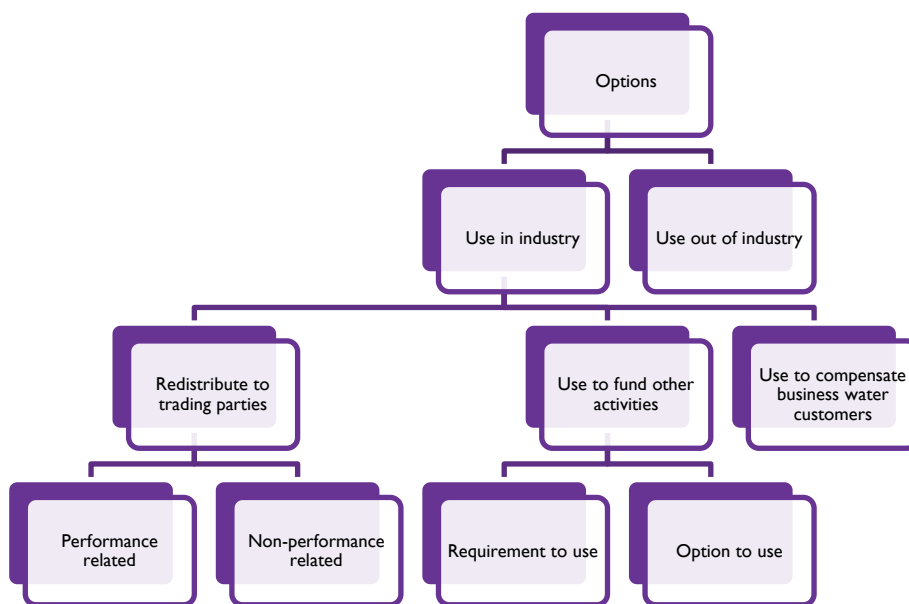 Options
Use in industry
Use out of industry
Redistribute to
trading parties
Use to fund other
activities
Use to compensate
business water
customers
Performance
related
Non-performance
related
Requirement to use
Option to use